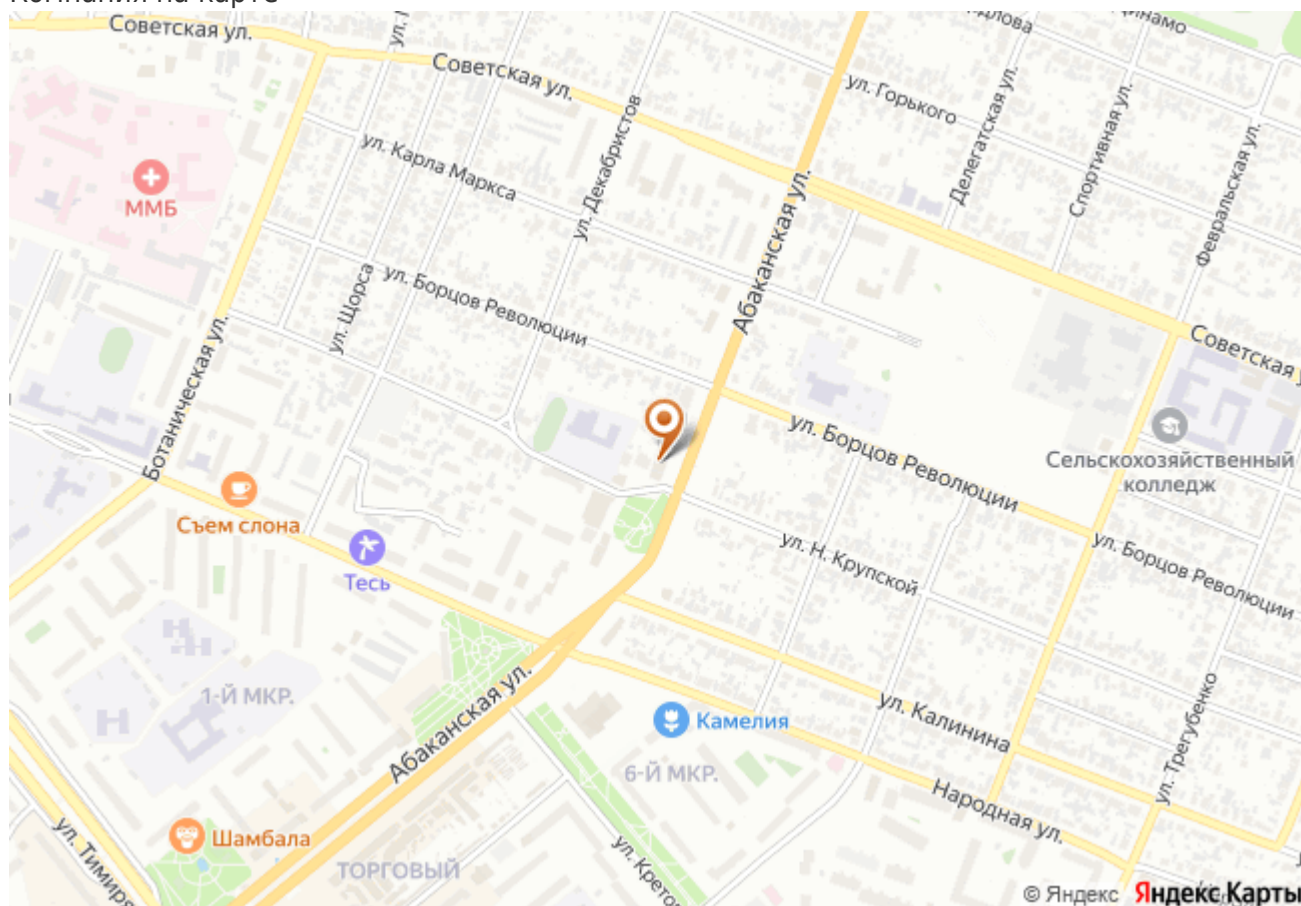 Компания на карте
Советская ул.
Советская ул.
ул. Горького
Делегатская ул.
Спортивная ул.
Февральская ул.
ул. Декабристов
ул. Карла Маркса
ММБ
Абаканская ул.
ул. Борцов Революции
ул. Щорса
Ботаническая ул.
Советская
ул. Борцов Революции
Сельскохозяйственный
колледж
Съем слона
Тесь
ул. Н. Крупской
ул. Борцов Революции
1-Й МКР.
Абаканская ул.
Камелия
ул. Калинина
ул. Трегубенко
6-Й МКР.
Народная ул.
Шамбала
ТОРГОВЫЙ
© Яндекс Яндекс Карты